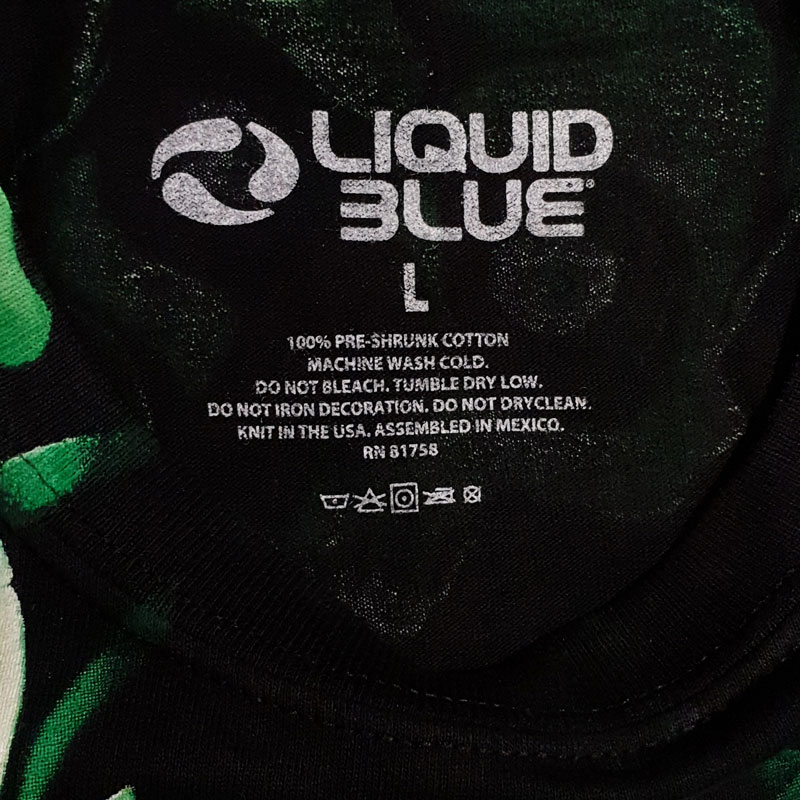 LIQUID
BLUE®
L
100% PRE-SHRUNK COTTON
MACHINE WASH COLD.
DO NOT BLEACH. TUMBLE DRY LOW.
DO NOT IRON DECORATION. DO NOT DRYCLEAN.
KNIT IN THE USA. ASSEMBLED IN MEXICO.
RN 81758